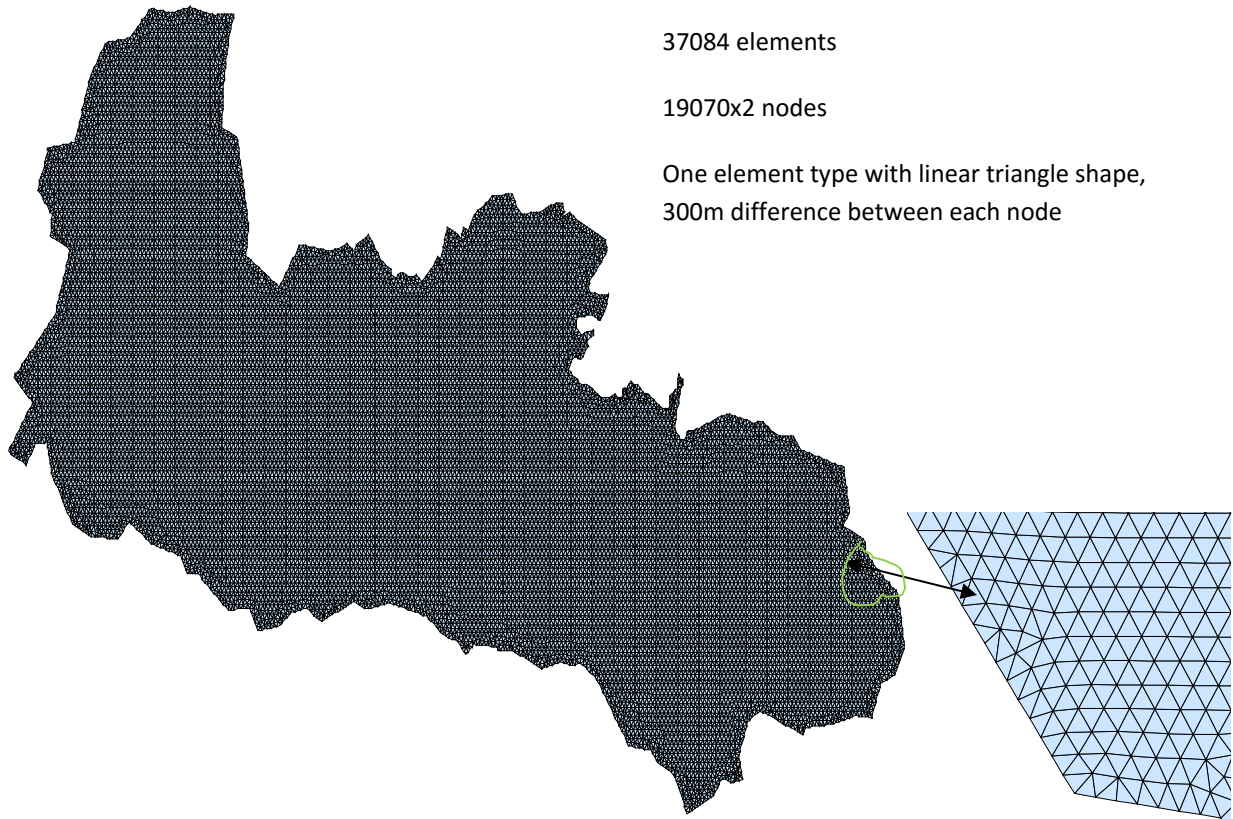 37084 elements
19070x2 nodes
One element type with linear triangle shape,
300m difference between each node